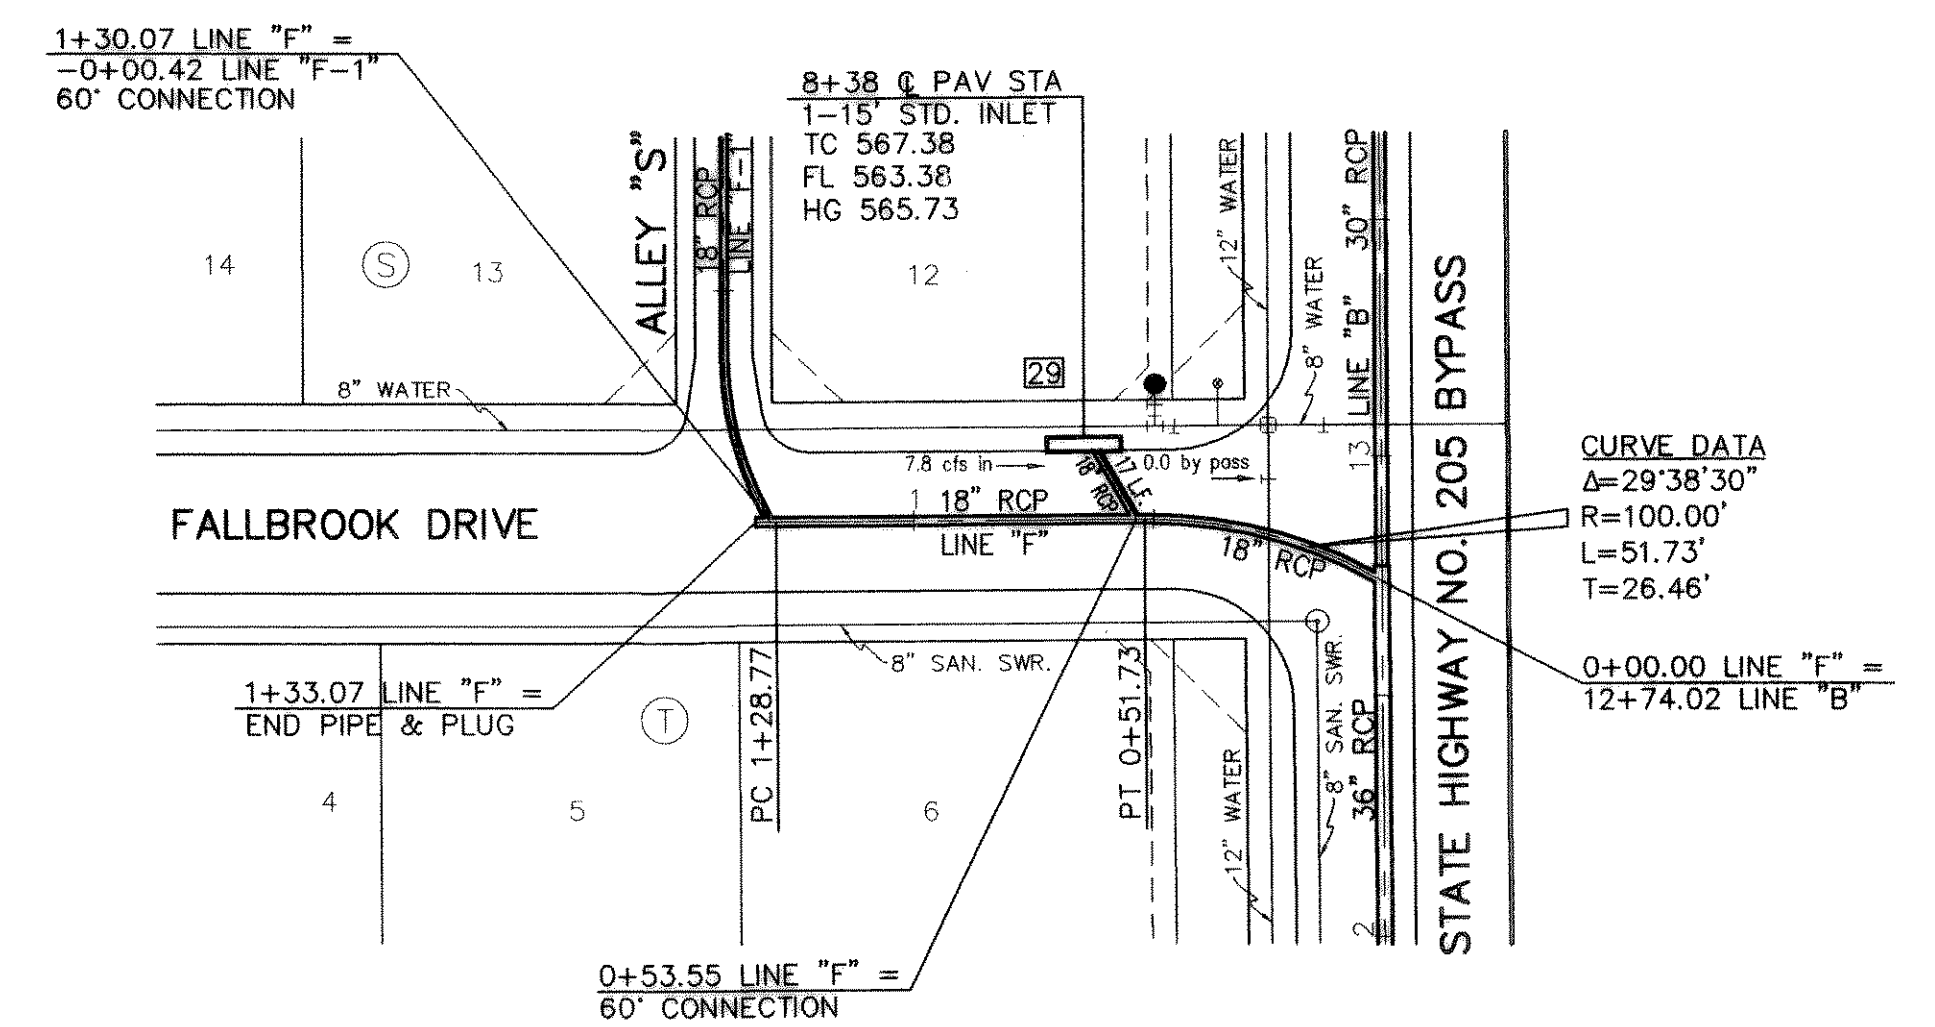 1+30.07 LINE "F" =
-0+00.42 LINE "F-1"
60° CONNECTION
8+38 ℄ PAV STA
1-15' STD. INLET
TC 567.38
FL 563.38
HG 565.73
ALLEY "S"
18" RCP
LINE "F-1"
12" WATER
8" WATER
30" RCP
LINE "B"
13
STATE HIGHWAY NO. 205 BYPASS
14
S
13
12
29
8" WATER
7.8 cfs in
0.0 by pass
17 L.F.
18" RCP
1
18" RCP
LINE "F"
18" RCP
FALLBROOK DRIVE
CURVE DATA
Δ=29°38'30"
R=100.00'
L=51.73'
T=26.46'
0+00.00 LINE "F" =
12+74.02 LINE "B"
8" SAN. SWR.
1+33.07 LINE "F" =
END PIPE & PLUG
T
PC 1+28.77
PT 0+51.73
12" WATER
8" SAN. SWR.
36" RCP
2
4
5
6
0+53.55 LINE "F" =
60° CONNECTION